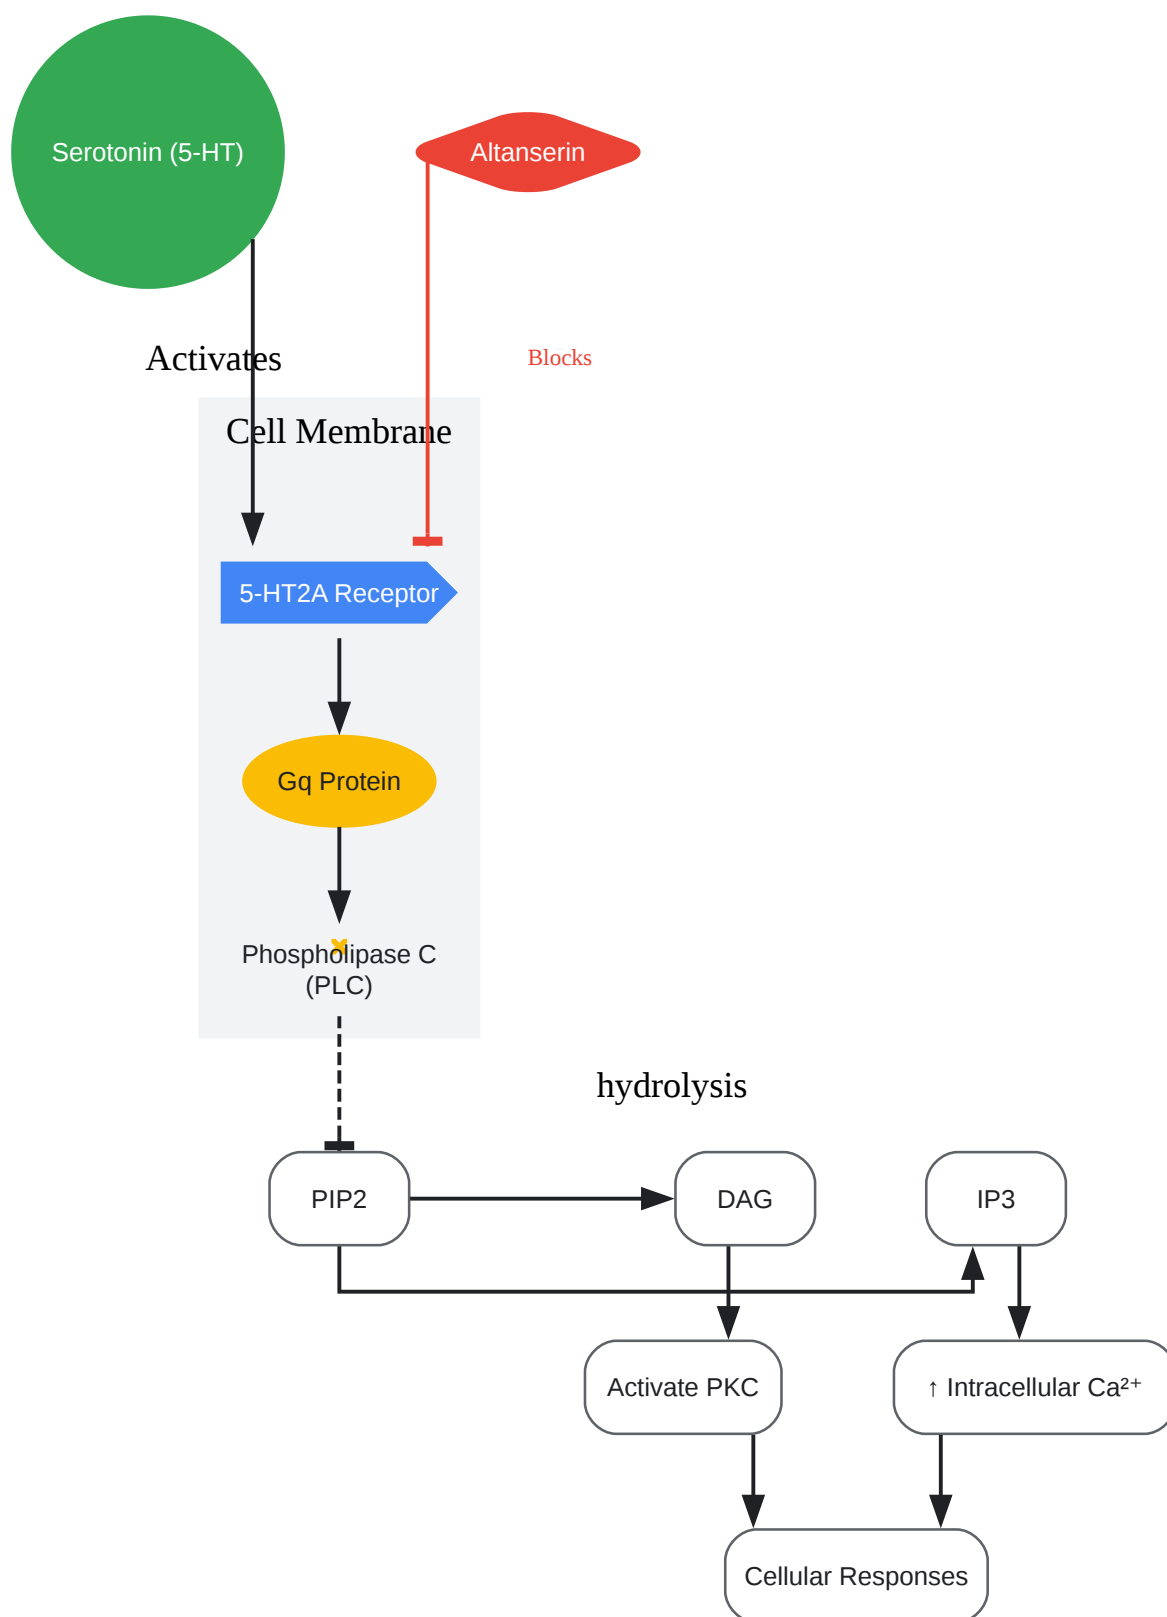 Serotonin (5-HT)
Altanserin
Activates
Blocks
Cell Membrane
5-HT2A Receptor
Gq Protein
Phospholipase C
(PLC)
hydrolysis
PIP2
DAG
IP3
Activate PKC
↑ Intracellular Ca²⁺
Cellular Responses